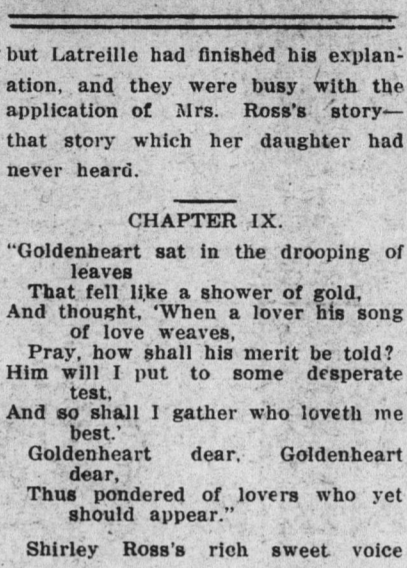 but Latreille had finished his explan-
ation, and they were busy with the
application of Mrs. Ross's story—
that story which her daughter had
never heard.
CHAPTER IX.
"Goldenheart sat in the drooping of
leaves
That fell like a shower of gold,
And thought, 'When a lover his song
of love weaves,
Pray, how shall his merit be told?
Him will I put to some desperate
test,
And so shall I gather who loveth me
best.'
Goldenheart dear, Goldenheart
dear,
Thus pondered of lovers who yet
should appear."
Shirley Ross's rich sweet voice